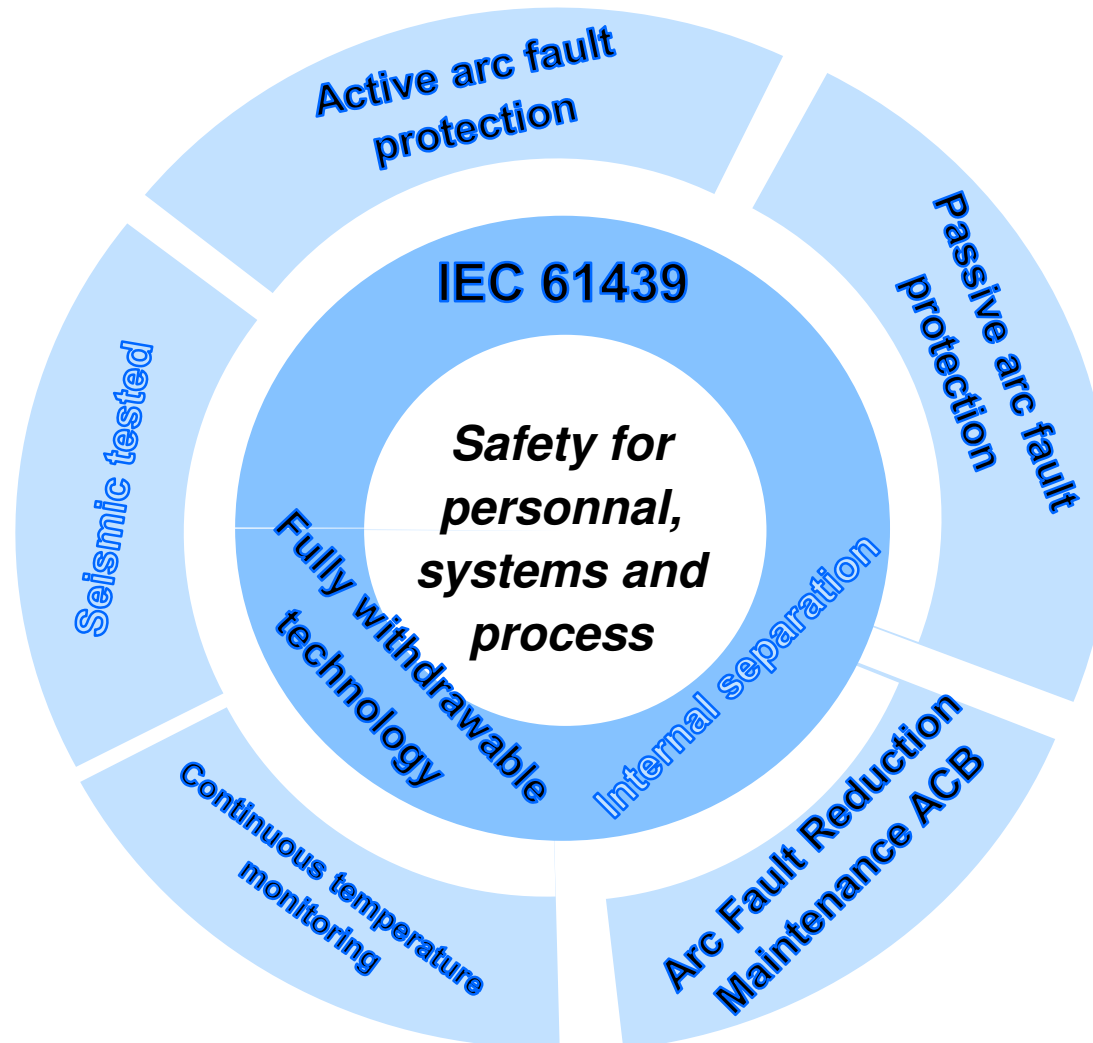 Active arc fault
protection
Passive arc fault
protection
IEC 61439
Seismic tested
Safety for
personnal,
systems and
process
Fully withdrawable
technology
Internal separation
Continuous temperature
monitoring
Arc Fault Reduction
Maintenance ACB